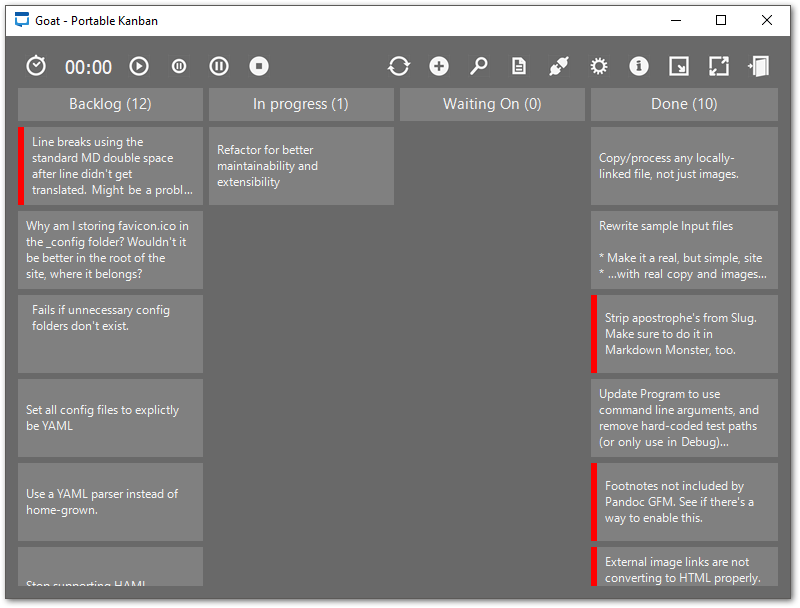 Goat - Portable Kanban
00:00
Backlog (12)
Line breaks using the
standard MD double space
after line didn't get
translated. Might be a probl...
Why am I storing favicon.ico in
the _config folder? Wouldn't it
be better in the root of the
site, where it belongs?
Fails if unnecessary config
folders don't exist.
Set all config files to explictly
be YAML
Use a YAML parser instead of
home-grown.
Stop supporting HAML
In progress (1)
Refactor for better
maintainability and
extensibility
Waiting On (0)
Done (10)
Copy/process any locally-
linked file, not just images.
Rewrite sample Input files
* Make it a real, but simple, site
* ...with real copy and images...
Strip apostrophe's from Slug.
Make sure to do it in
Markdown Monster, too.
Update Program to use
command line arguments, and
remove hard-coded test paths
(or only use in Debug)...
Footnotes not included by
Pandoc GFM. See if there's a
way to enable this.
External image links are not
converting to HTML properly.